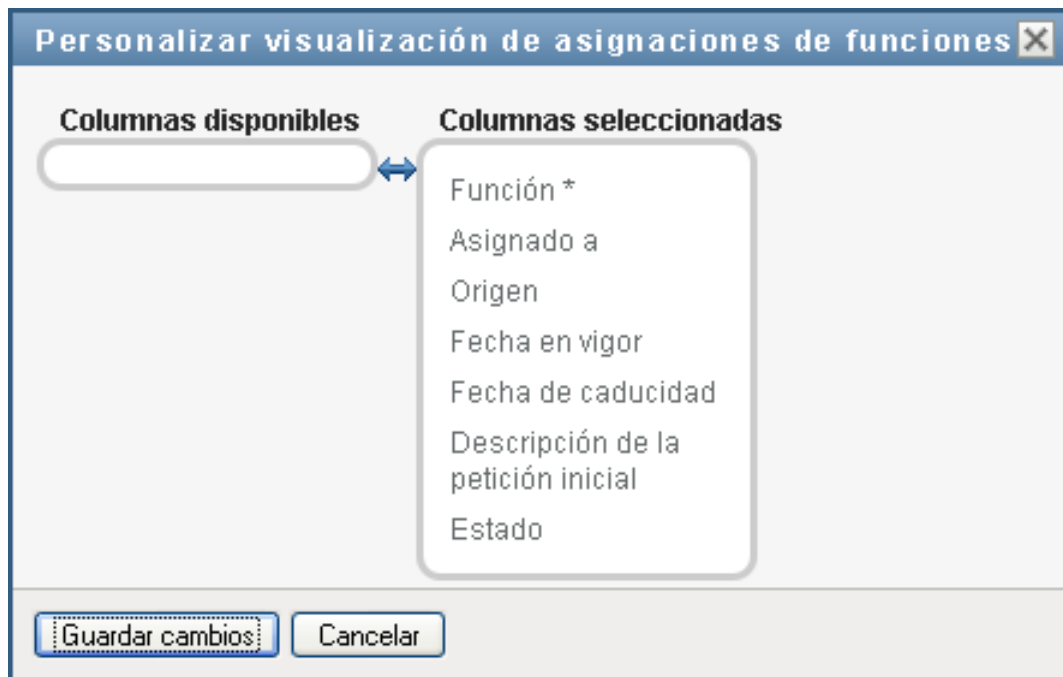 Personalizar visualización de asignaciones de funciones
Columnas disponibles
Columnas seleccionadas
Función *
Asignado a
Origen
Fecha en vigor
Fecha de caducidad
Descripción de la
petición inicial
Estado
Guardar cambios
Cancelar